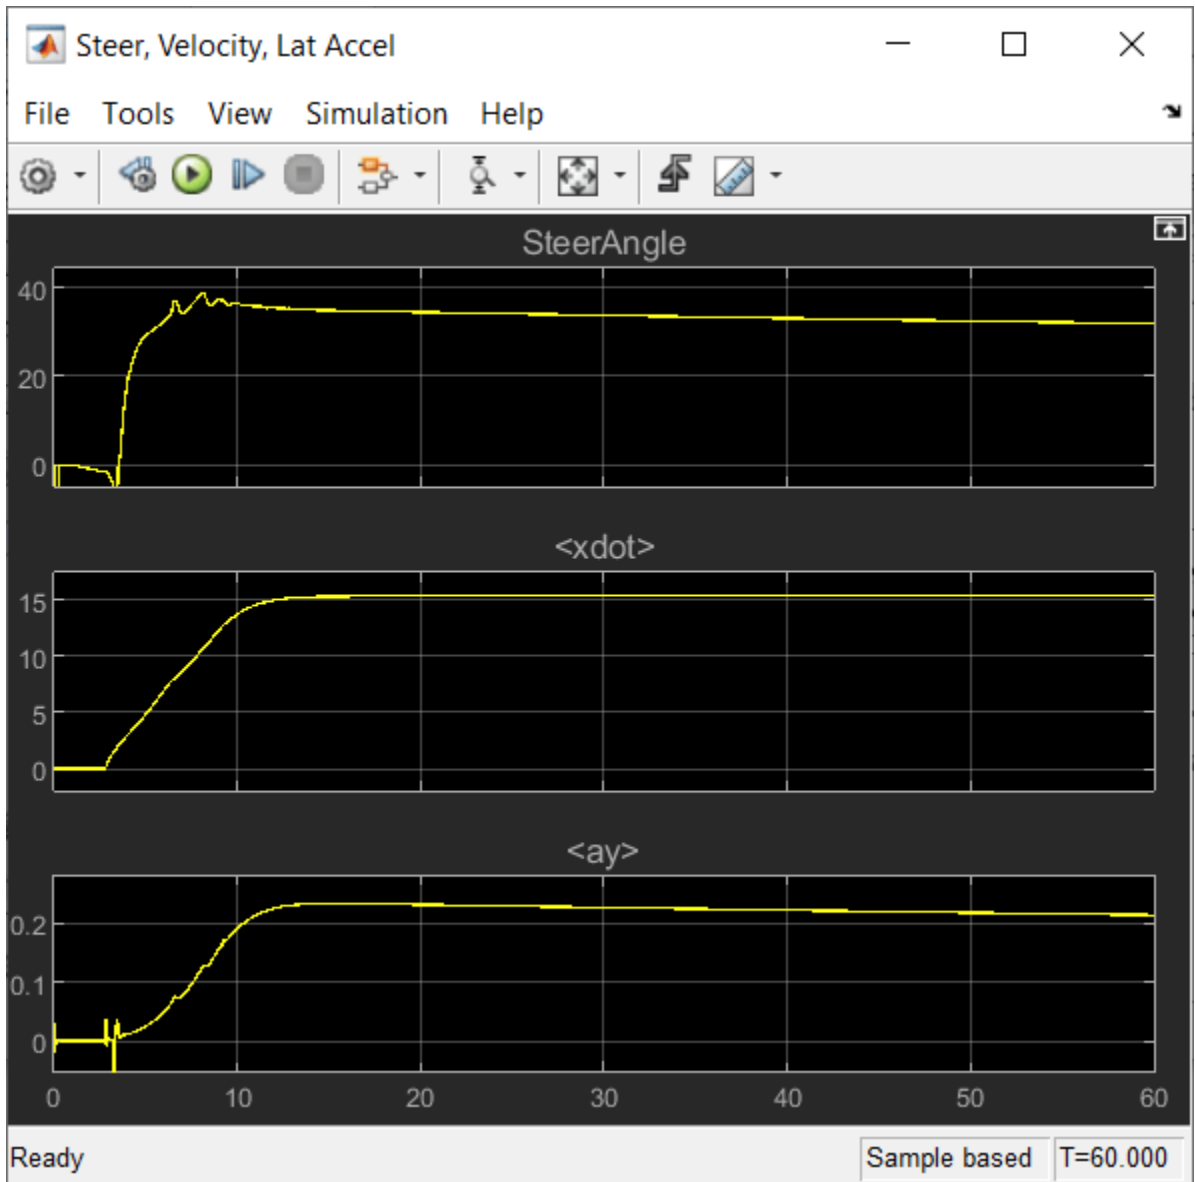 Steer, Velocity, Lat Accel
File Tools View Simulation Help
SteerAngle
40
20
0
<xdot>
15
10
5
0
<ay>
0.2
0.1
0
0 10 20 30 40 50 60
Ready Sample based T=60.000